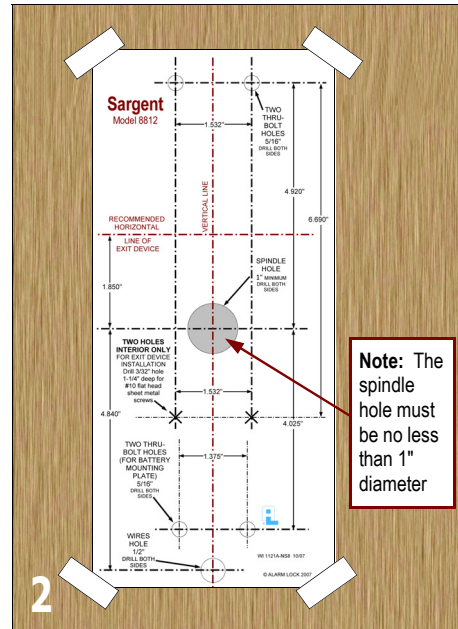 Sargent
Model 8812
TWO
THRU-
BOLT
HOLES
5/16"
DRILL BOTH
SIDES
1.532"
4.920"
6.690"
VERTICAL LINE
RECOMMENDED
HORIZONTAL
LINE OF
EXIT DEVICE
SPINDLE
HOLE
1" MINIMUM
DRILL BOTH
SIDES
1.850"
TWO HOLES
INTERIOR ONLY
FOR EXIT DEVICE
INSTALLATION
Drill 3/32" hole
1-1/4" deep for
#10 flat head
sheet metal
screws
Note: The
spindle
hole must
be no less
than 1"
diameter
1.532"
4.840"
4.025"
TWO THRU-
BOLT HOLES
(FOR BATTERY
MOUNTING
PLATE)
5/16"
DRILL BOTH
SIDES
1.375"
WIRES
HOLE
1/2"
DRILL BOTH
SIDES
WI 1121A-NS8 10/07
© ALARM LOCK 2007
2